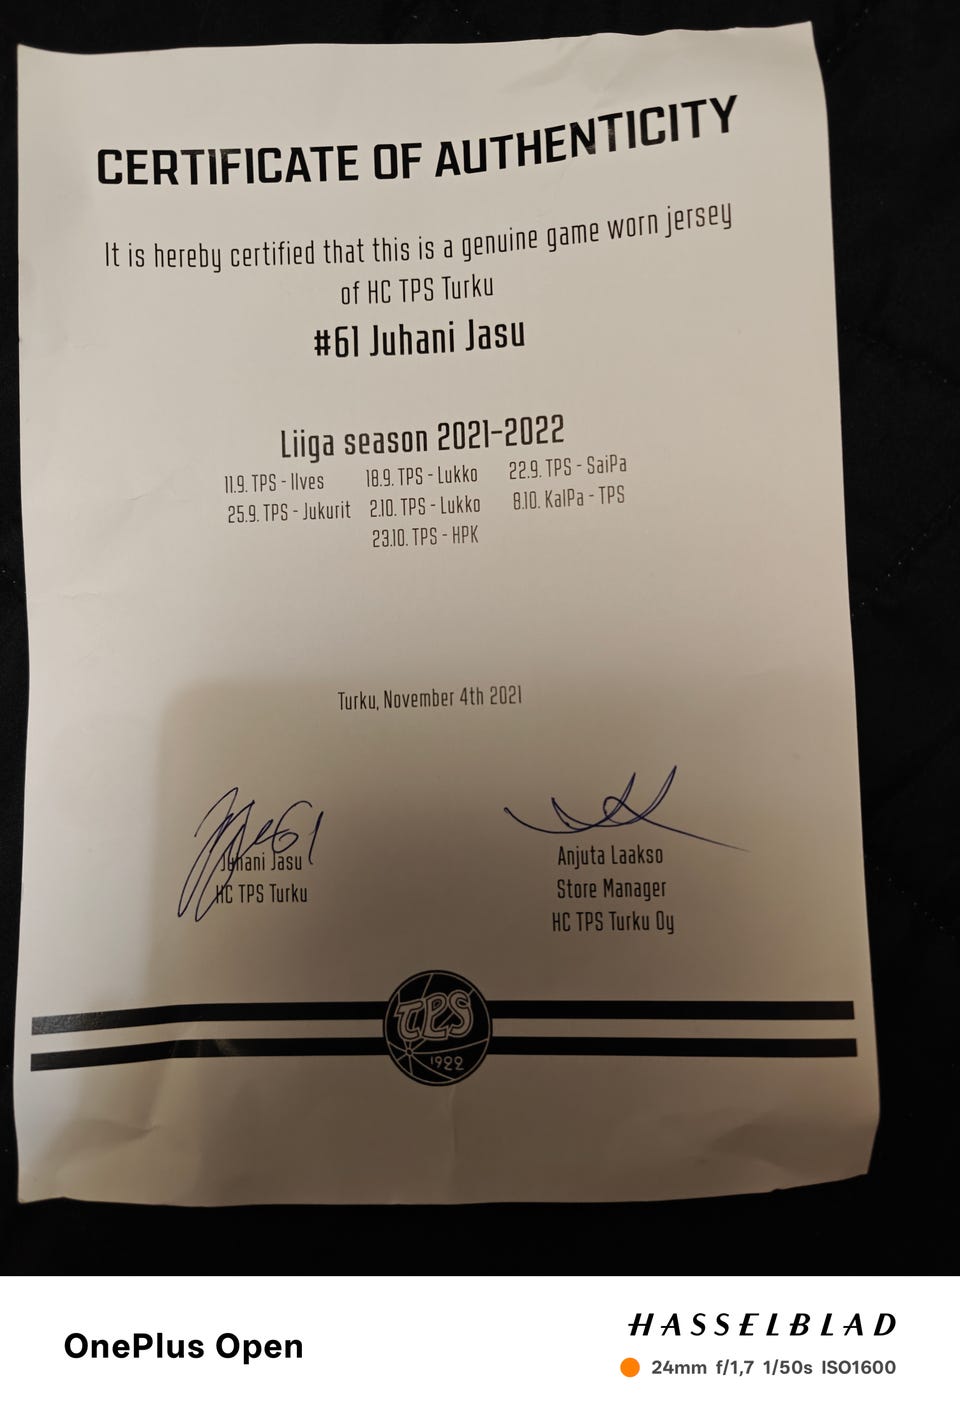 CERTIFICATE OF AUTHENTICITY
It is hereby certified that this is a genuine game worn jersey
of HC TPS Turku
#61 Juhani Jasu
Liiga season 2021-2022
11.9. TPS - Ilves 18.9. TPS - Lukko 22.9. TPS - SaiPa
25.9. TPS - Jukurit 2.10. TPS - Lukko 8.10. KalPa - TPS
23.10. TPS - HPK
Turku, November 4th 2021
61
Juhani Jasu
HC TPS Turku
Anjuta Laakso
Store Manager
HC TPS Turku Oy
TPS
1922
OnePlus Open
HASSELBLAD
24mm f/1,7 1/50s ISO1600